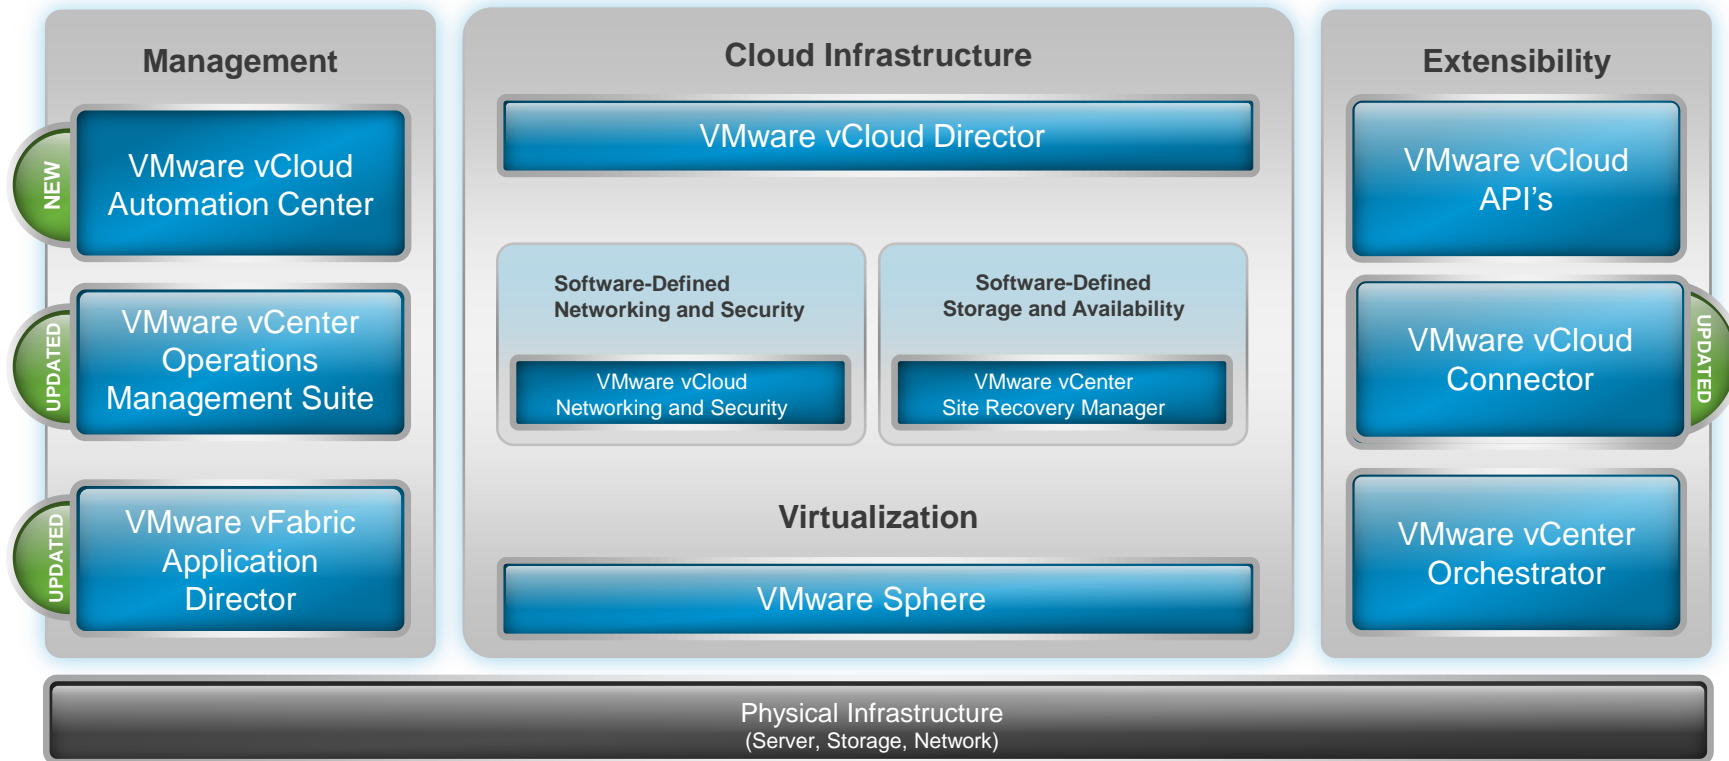 Management
NEW
VMware vCloud
Automation Center
UPDATED
VMware vCenter
Operations
Management Suite
UPDATED
VMware vFabric
Application
Director
Cloud Infrastructure
VMware vCloud Director
Software-Defined
Networking and Security
VMware vCloud
Networking and Security
Software-Defined
Storage and Availability
VMware vCenter
Site Recovery Manager
Virtualization
VMware Sphere
Extensibility
VMware vCloud
API’s
VMware vCloud
Connector
UPDATED
VMware vCenter
Orchestrator
Physical Infrastructure
(Server, Storage, Network)